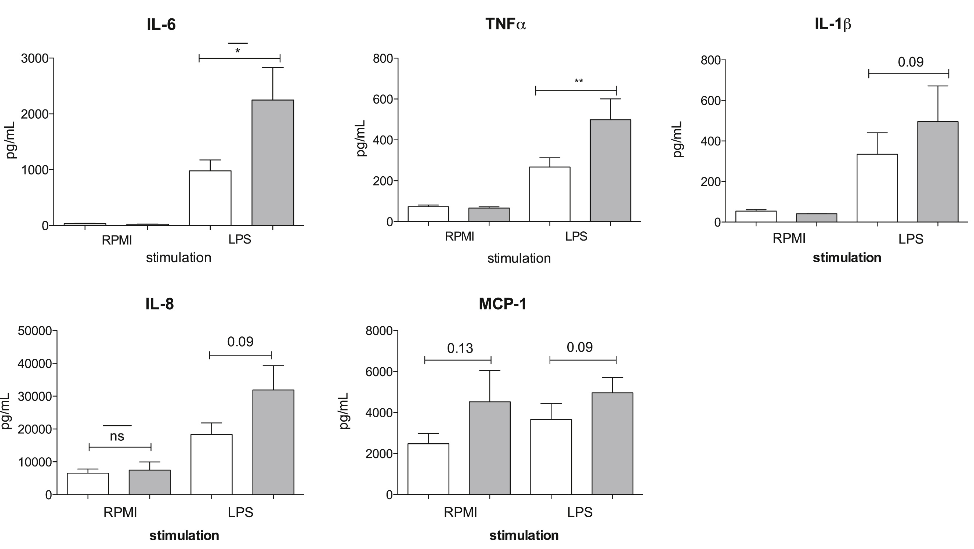 IL-6
3000
2000
1000
0
pg/mL
*
RPMI LPS
stimulation
TNFα
800
600
400
200
0
pg/mL
**
RPMI LPS
stimulation
IL-1β
800
600
400
200
0
pg/mL
0.09
RPMI LPS
stimulation
IL-8
50000
40000
30000
20000
10000
0
pg/mL
ns
0.09
RPMI LPS
stimulation
MCP-1
8000
6000
4000
2000
0
pg/mL
0.13
0.09
RPMI LPS
stimulation